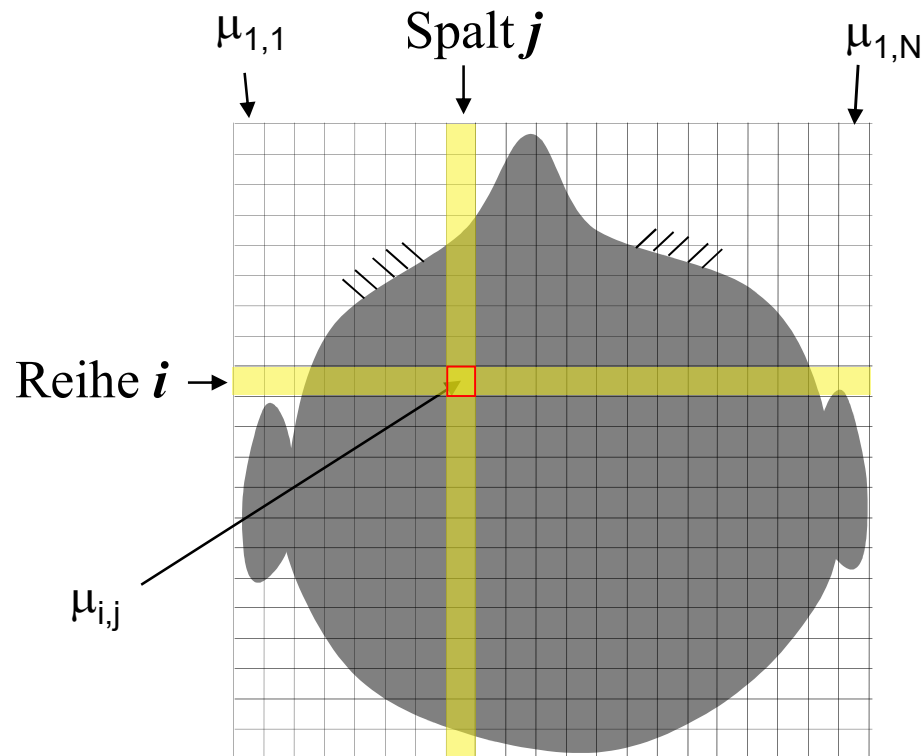 μ1,1
Spalt j
μ1,N
Reihe i
μi,j